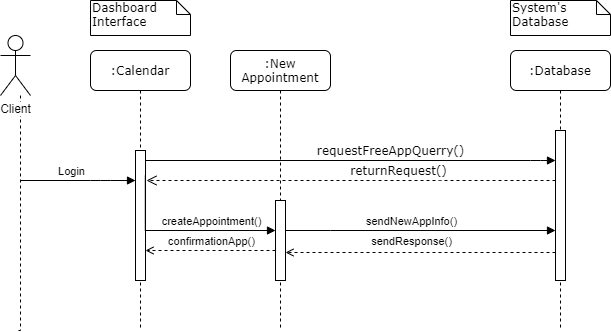 Dashboard
Interface
System's
Database
:Calendar
:New
Appointment
:Database
Client
requestFreeAppQuerry()
Login
returnRequest()
createAppointment()
sendNewAppInfo()
confirmationApp()
sendResponse()